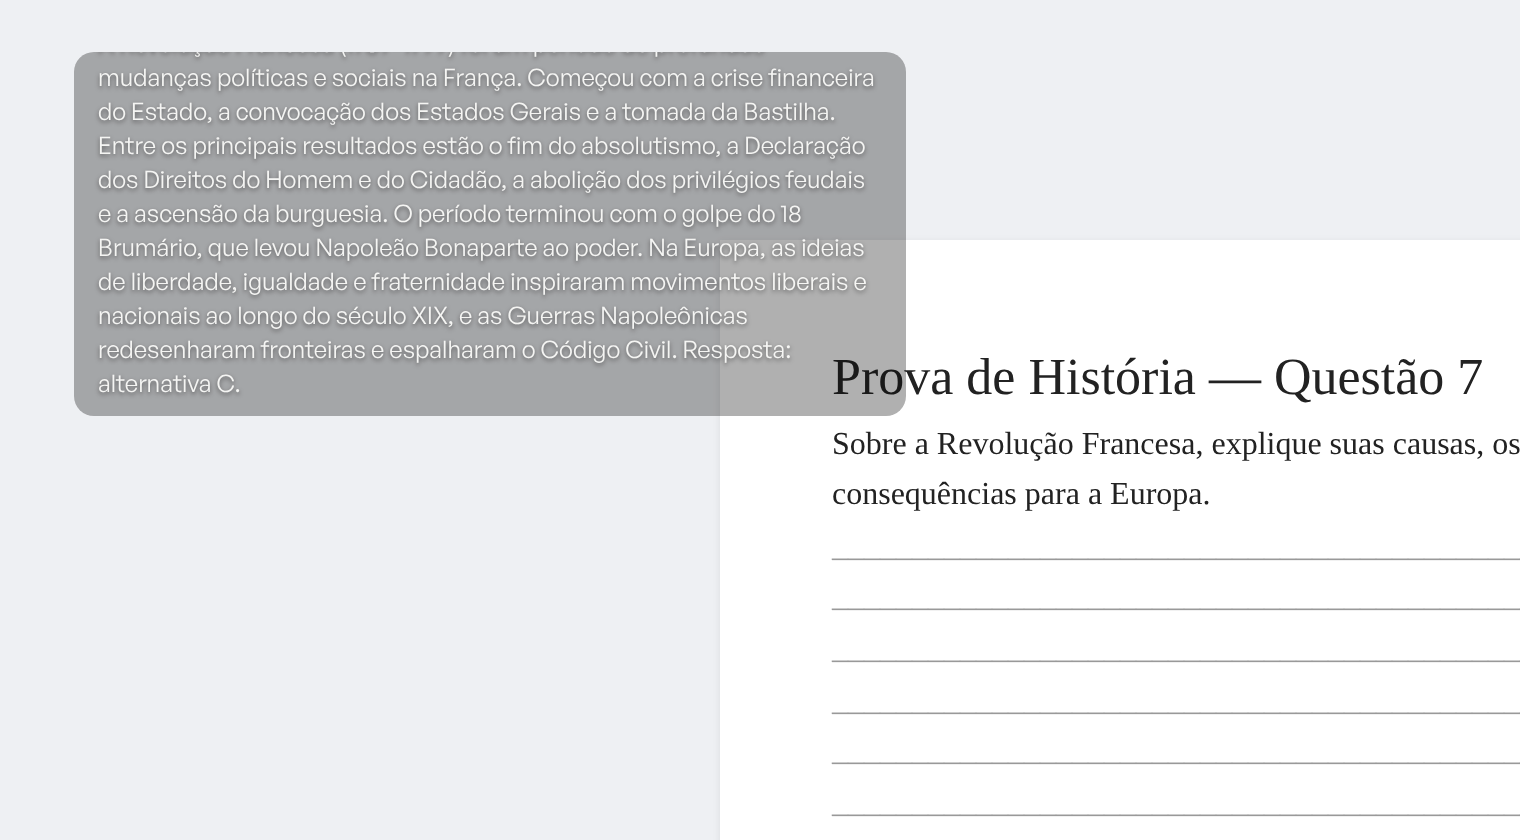 mudanças políticas e sociais na França. Começou com a crise financeira
do Estado, a convocação dos Estados Gerais e a tomada da Bastilha.
Entre os principais resultados estão o fim do absolutismo, a Declaração
dos Direitos do Homem e do Cidadão, a abolição dos privilégios feudais
e a ascensão da burguesia. O período terminou com o golpe do 18
Brumário, que levou Napoleão Bonaparte ao poder. Na Europa, as ideias
de liberdade, igualdade e fraternidade inspiraram movimentos liberais e
nacionais ao longo do século XIX, e as Guerras Napoleônicas
redesenharam fronteiras e espalharam o Código Civil. Resposta:
alternativa C.
Prova de História — Questão 7
Sobre a Revolução Francesa, explique suas causas, os
consequências para a Europa.